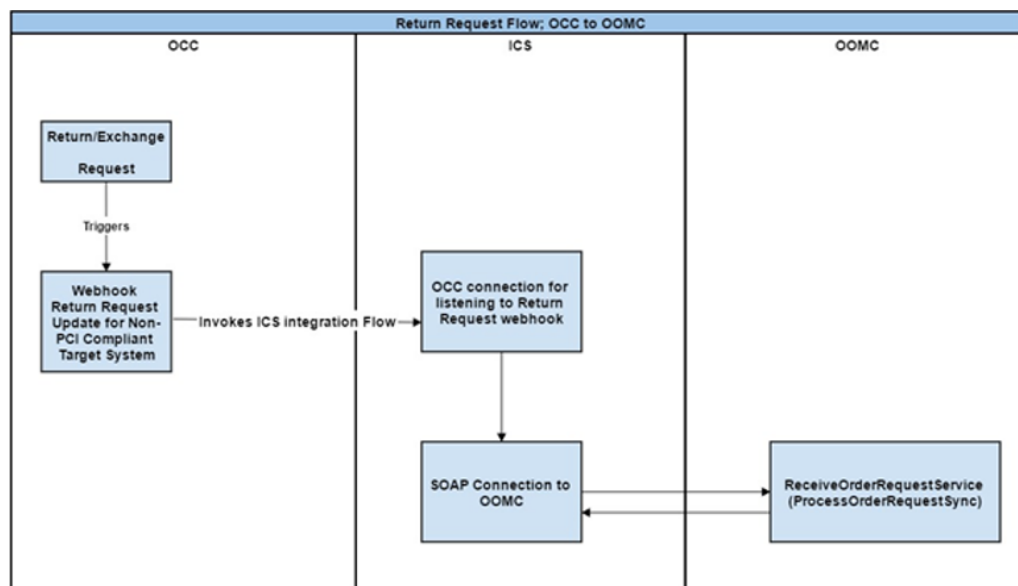 Return Request Flow; OCC to OOMC
OCC
ICS
OOMC
Return/Exchange
Request
Triggers
Webhook
Return Request
Update for Non-
PCI Compliant
Target System
Invokes ICS integration Flow
OCC connection for
listening to Return
Request webhook
SOAP Connection to
OOMC
ReceiveOrderRequestService
(ProcessOrderRequestSync)